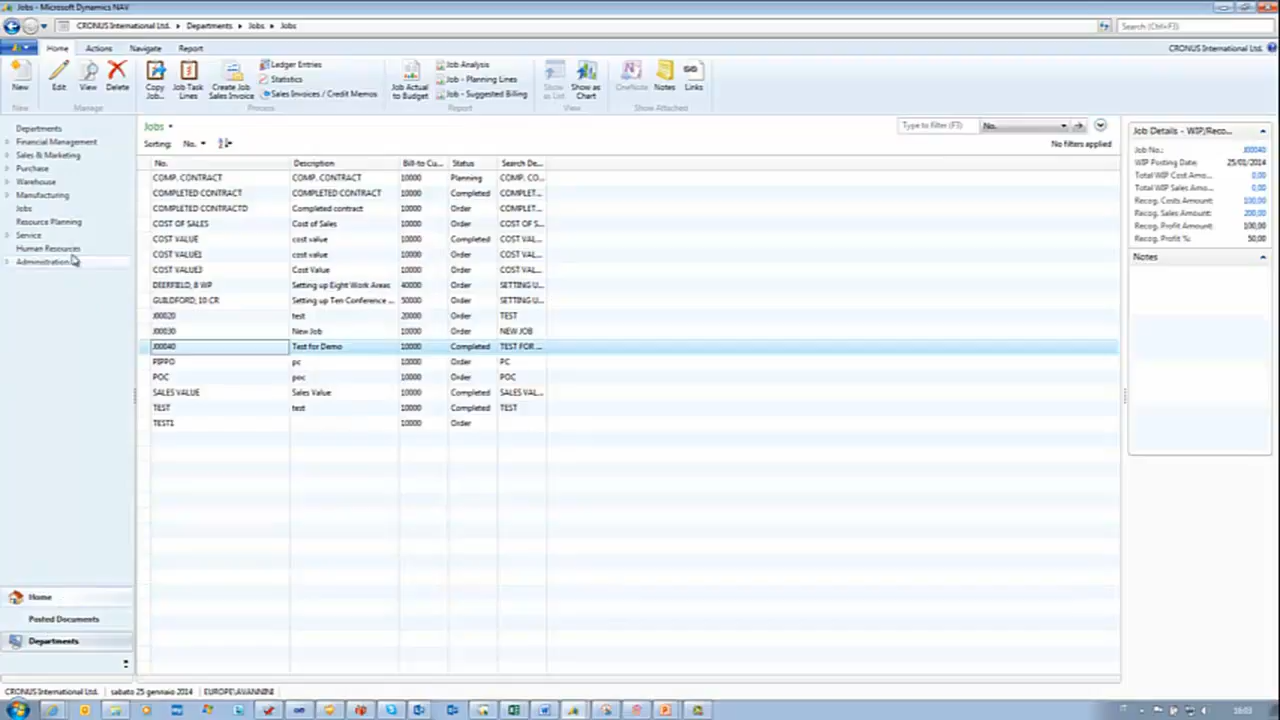 Jobs - Microsoft Dynamics NAV
CRONUS International Ltd. ▸ Departments ▸ Jobs ▸ Jobs
Search (Ctrl+F3)
Home Actions Navigate Report
CRONUS International Ltd.
New
Edit
View
Delete
Copy Job...
Job Task Lines
Create Job Sales Invoice
Ledger Entries
Statistics
Sales Invoices / Credit Memos
Job Actual to Budget
Job Analysis
Job - Planning Lines
Job - Suggested Billing
Show as List
Show as Chart
OneNote
Notes
Links
New Manage Process Report View Show Attached
Departments
Financial Management
Sales & Marketing
Purchase
Warehouse
Manufacturing
Jobs
Resource Planning
Service
Human Resources
Administration
Home
Posted Documents
Departments
Jobs
Type to filter (F3) No.
Sorting: No.
No filters applied
No. Description Bill-to Cu... Status Search De...
COMP. CONTRACT COMP. CONTRACT 10000 Planning COMP. CO...
COMPLETED CONTRACT COMPLETED CONTRACT 10000 Completed COMPLET...
COMPLETED CONTRACTO Completed contract 10000 Order COMPLET...
COST OF SALES Cost of Sales 10000 Order COST OF S...
COST VALUE cost value 10000 Completed COST VAL...
COST VALUE1 cost value 10000 Order COST VAL...
COST VALUE3 Cost Value 10000 Order COST VAL...
DEERFIELD, 8 WP Setting up Eight Work Areas 40000 Order SETTING U...
GUILDFORD, 10 CR Setting up Ten Conference ... 50000 Order SETTING U...
J00020 test 20000 Order TEST
J00030 New Job 10000 Order NEW JOB
J00040 Test for Demo 10000 Completed TEST FOR ...
PIPPO pc 10000 Order PC
POC poc 10000 Order POC
SALES VALUE Sales Value 10000 Completed SALES VAL...
TEST test 10000 Completed TEST
TEST1 10000 Order
Job Details - WIP/Reco...
Job No.: J00040
WIP Posting Date: 25/01/2014
Total WIP Cost Amo... 0,00
Total WIP Sales Amo... 0,00
Recog. Costs Amount: 100,00
Recog. Sales Amount: 200,00
Recog. Profit Amount: 100,00
Recog. Profit %: 50,00
Notes
CRONUS International Ltd. sabato 25 gennaio 2014 EUROPE\AVANNINI
IT 16:03